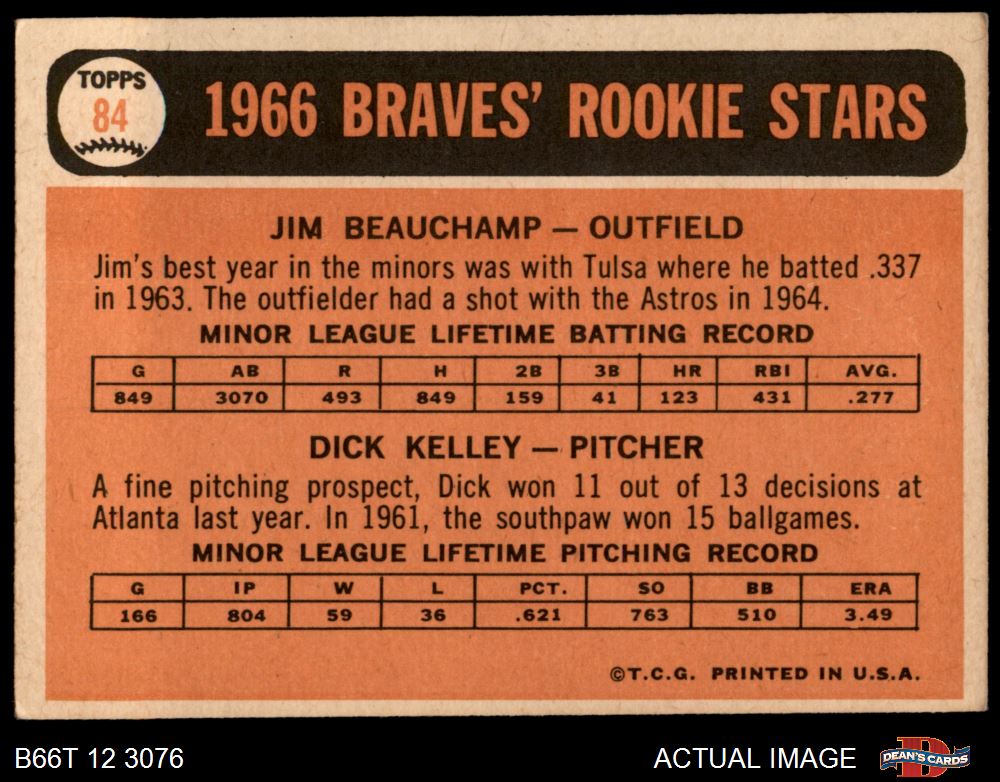 TOPPS
84
1966 BRAVES' ROOKIE STARS
JIM BEAUCHAMP — OUTFIELD
Jim's best year in the minors was with Tulsa where he batted .337
in 1963. The outfielder had a shot with the Astros in 1964.
MINOR LEAGUE LIFETIME BATTING RECORD
G AB R H 2B 3B HR RBI AVG.
849 3070 493 849 159 41 123 431 .277
DICK KELLEY — PITCHER
A fine pitching prospect, Dick won 11 out of 13 decisions at
Atlanta last year. In 1961, the southpaw won 15 ballgames.
MINOR LEAGUE LIFETIME PITCHING RECORD
G IP W L PCT. SO BB ERA
166 804 59 36 .621 763 510 3.49
©T.C.G. PRINTED IN U.S.A.
B66T 12 3076 ACTUAL IMAGE DEAN'S CARDS